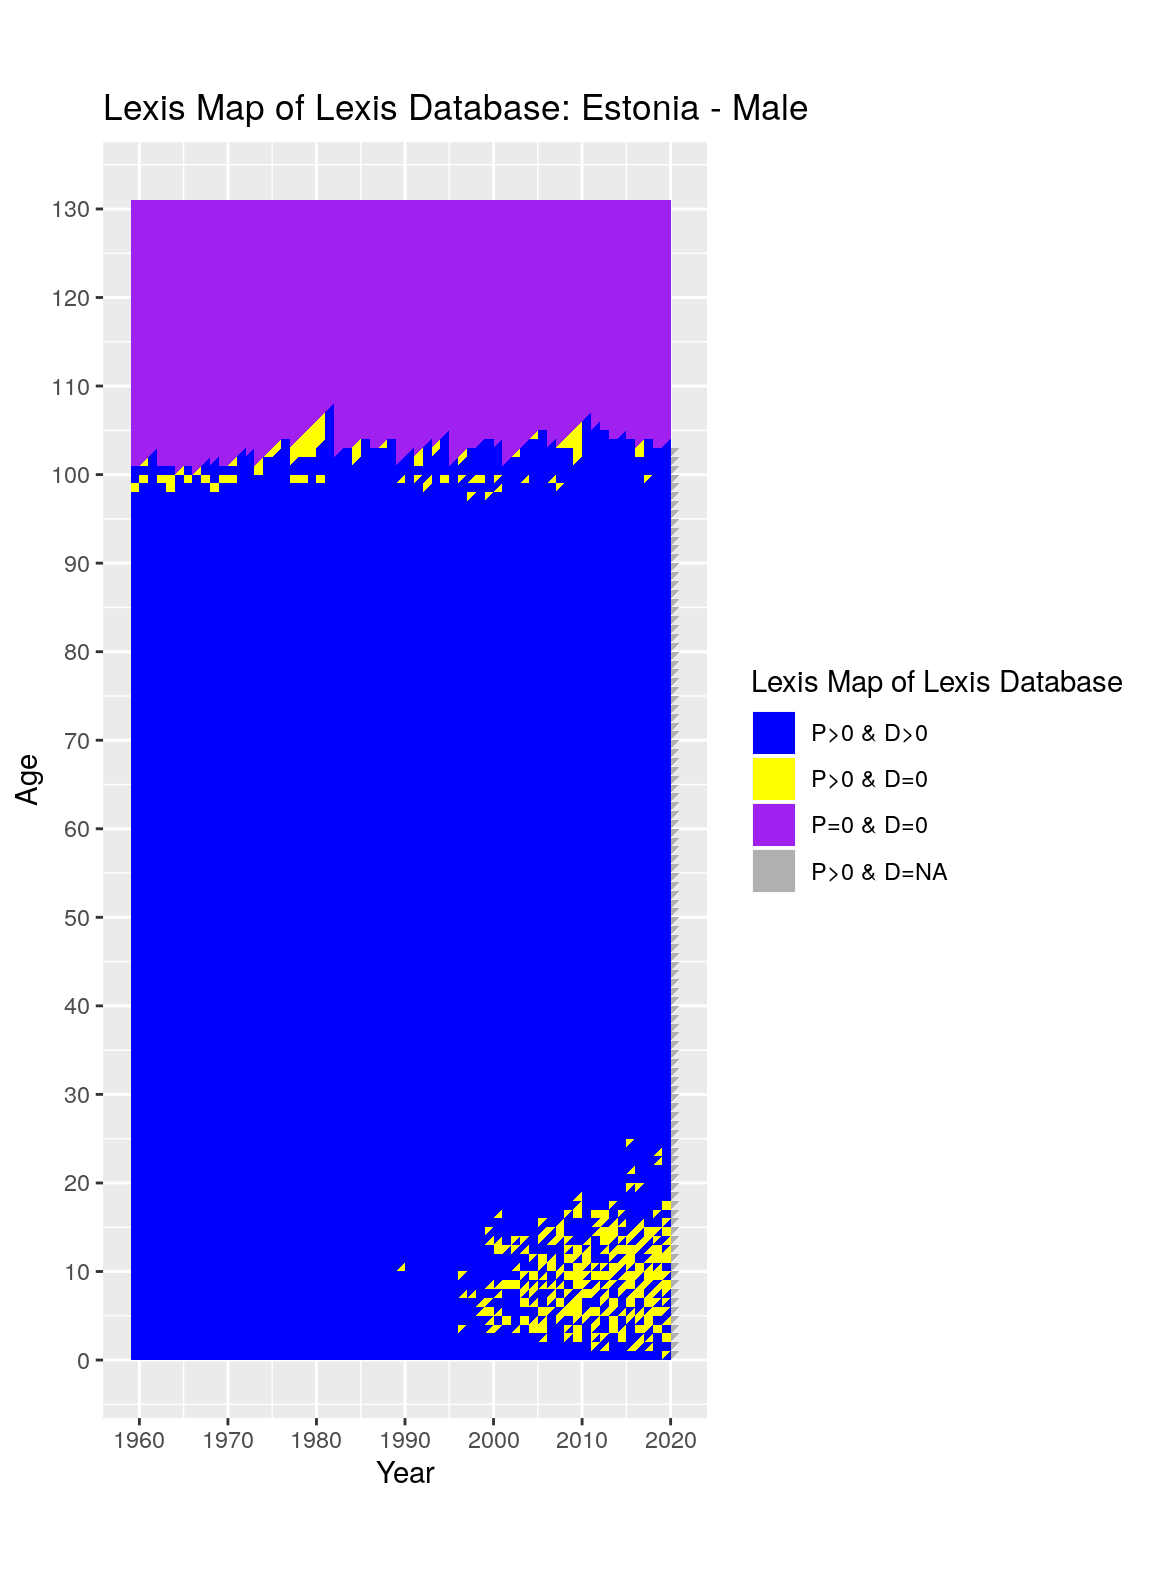 Lexis Map of Lexis Database: Estonia - Male
130
120
110
100
90
80
70
60
50
40
30
20
10
0
Age
1960 1970 1980 1990 2000 2010 2020
Year
Lexis Map of Lexis Database
P>0 & D>0
P>0 & D=0
P=0 & D=0
P>0 & D=NA